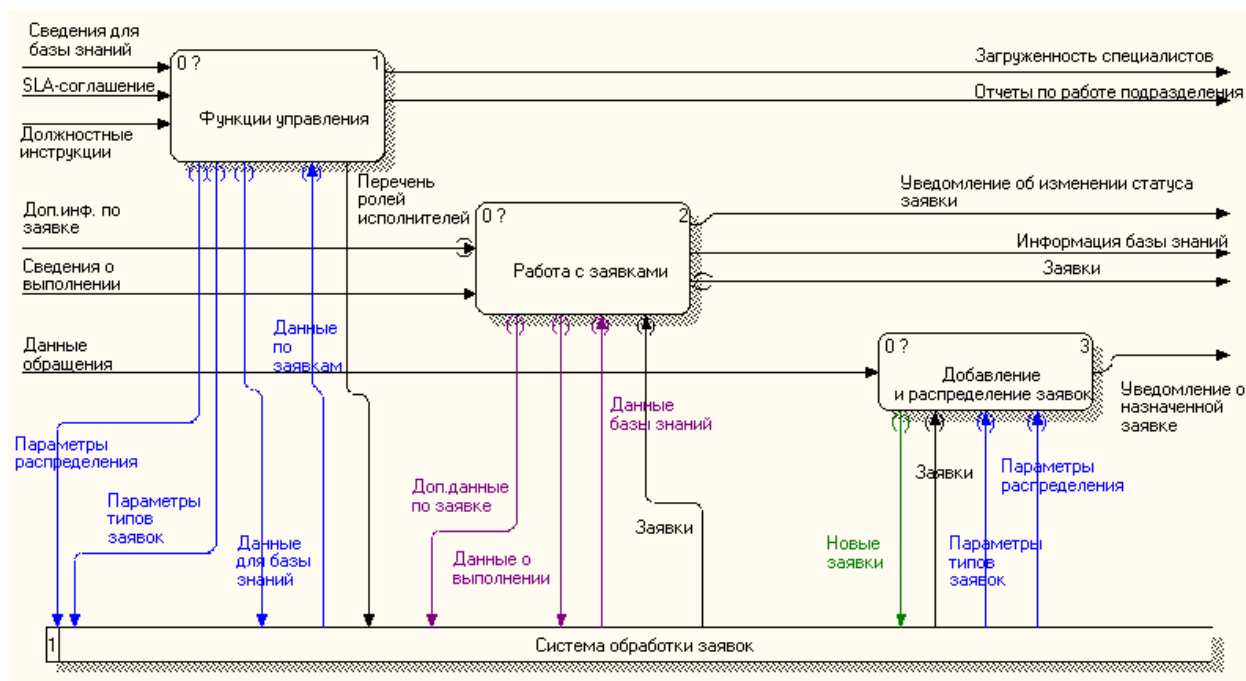 Сведения для
базы знаний
SLA-соглашение
Должностные
инструкции
0 ?
1
Функции управления
Загруженность специалистов
Отчеты по работе подразделения
Перечень
ролей
исполнителей
Доп.инф. по
заявке
Сведения о
выполнении
0 ?
2
Работа с заявками
Уведомление об изменении статуса
заявки
Информация базы знаний
Заявки
Данные
обращения
Данные
по
заявкам
0 ?
3
Добавление
и распределение заявок
Уведомление о
назначенной
заявке
Параметры
распределения
Параметры
типов
заявок
Данные
для базы
знаний
Доп.данные
по заявке
Данные о
выполнении
Данные
базы знаний
Заявки
Новые
заявки
Заявки
Параметры
типов
заявок
Параметры
распределения
1
Система обработки заявок